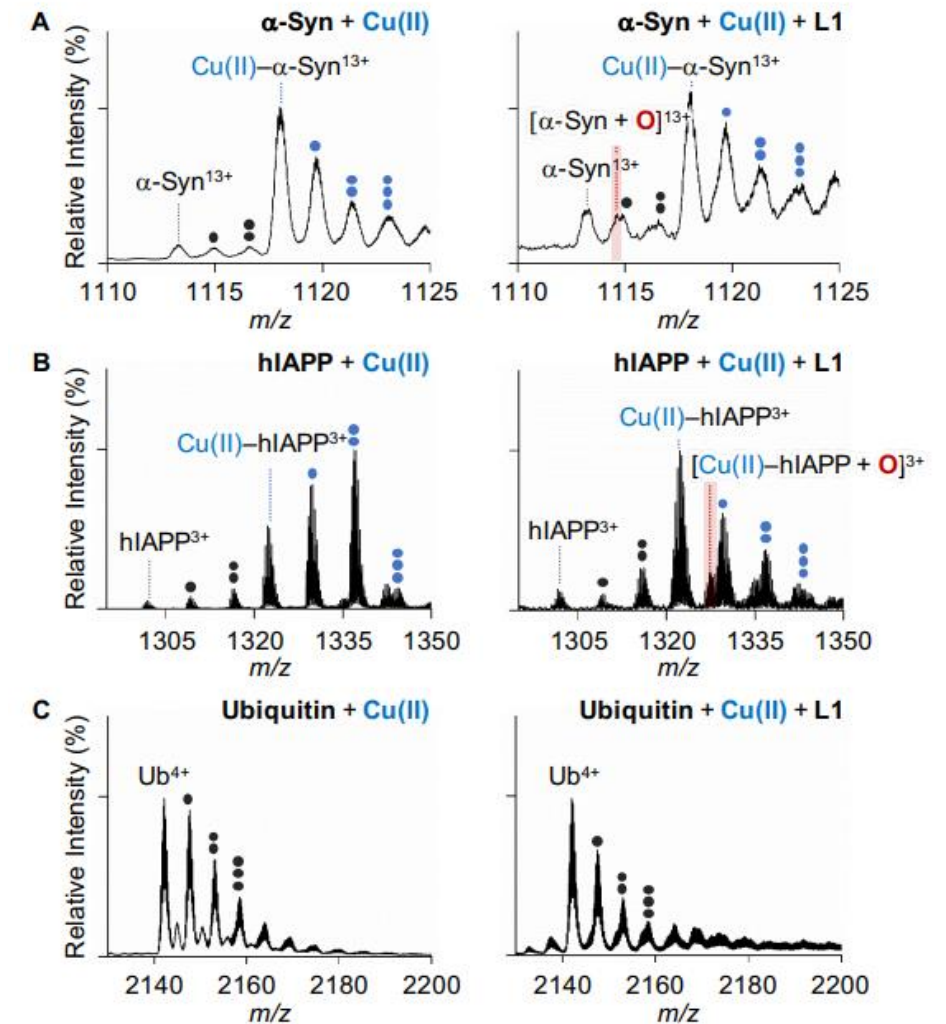 A
α-Syn + Cu(II)
Relative Intensity (%)
Cu(II)–α-Syn13+
α-Syn13+
1110 1115 1120 1125
m/z
α-Syn + Cu(II) + L1
Cu(II)–α-Syn13+
[α-Syn + O]13+
α-Syn13+
1110 1115 1120 1125
m/z
B
hIAPP + Cu(II)
Relative Intensity (%)
Cu(II)–hIAPP3+
hIAPP3+
1305 1320 1335 1350
m/z
hIAPP + Cu(II) + L1
Cu(II)–hIAPP3+
[Cu(II)–hIAPP + O]3+
hIAPP3+
1305 1320 1335 1350
m/z
C
Ubiquitin + Cu(II)
Relative Intensity (%)
Ub4+
2140 2160 2180 2200
m/z
Ubiquitin + Cu(II) + L1
Ub4+
2140 2160 2180 2200
m/z